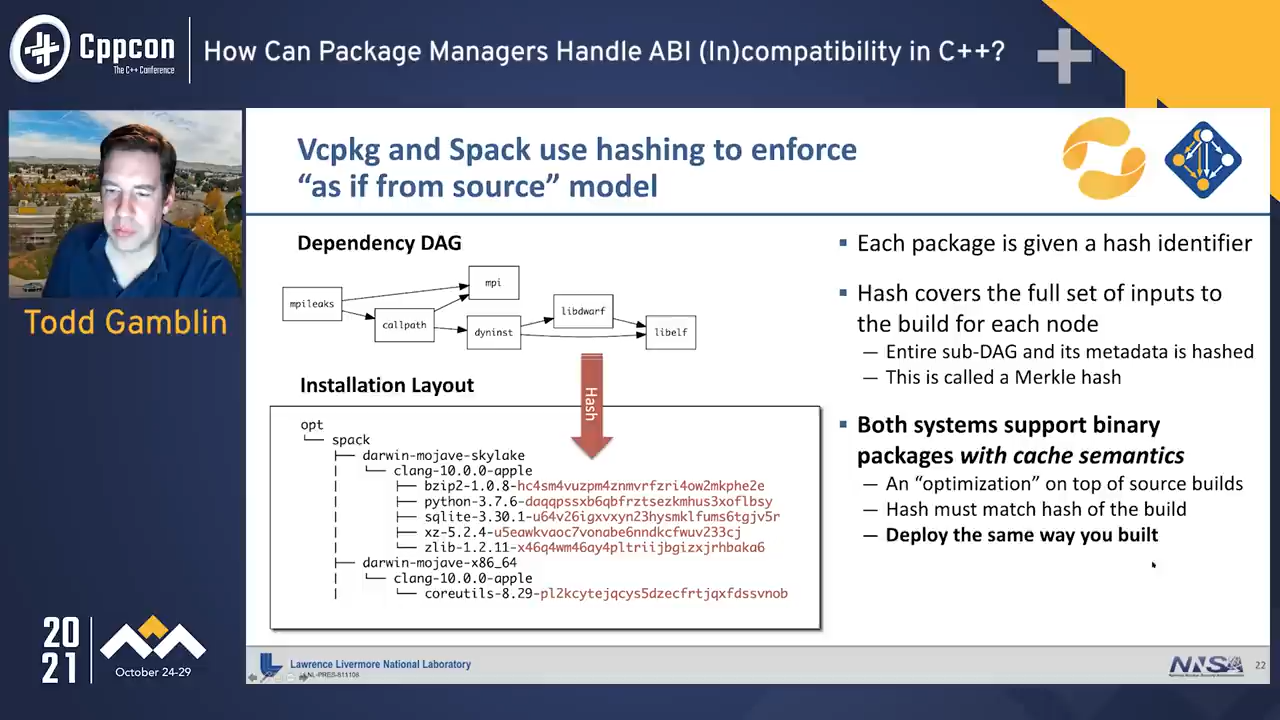 Cppcon
The C++ Conference
How Can Package Managers Handle ABI (In)compatibility in C++?
Todd Gamblin
2021
October 24-29
Vcpkg and Spack use hashing to enforce
“as if from source” model
Dependency DAG
mpileaks
mpi
callpath
dyninst
libdwarf
libelf
Hash
Installation Layout
opt
spack
darwin-mojave-skylake
clang-10.0.0-apple
bzip2-1.0.8-hc4sm4vuzpm4znmvrfzri4ow2mkphe2e
python-3.7.6-daqqpssxb6qbfrztsezkmhus3xoflbsy
sqlite-3.30.1-u64v26igxvxyn23hysmklfums6tgjv5r
xz-5.2.4-u5eawkvaoc7vonabe6nndkcfwuv233cj
zlib-1.2.11-x46q4wm46ay4pltriijbgizxjrhbaka6
darwin-mojave-x86_64
clang-10.0.0-apple
coreutils-8.29-pl2kcytejqcys5dzecfrtjqxfdssvnob
▪ Each package is given a hash identifier
▪ Hash covers the full set of inputs to
the build for each node
— Entire sub-DAG and its metadata is hashed
— This is called a Merkle hash
▪ Both systems support binary
packages with cache semantics
— An “optimization” on top of source builds
— Hash must match hash of the build
— Deploy the same way you built
Lawrence Livermore National Laboratory
NNSA
22